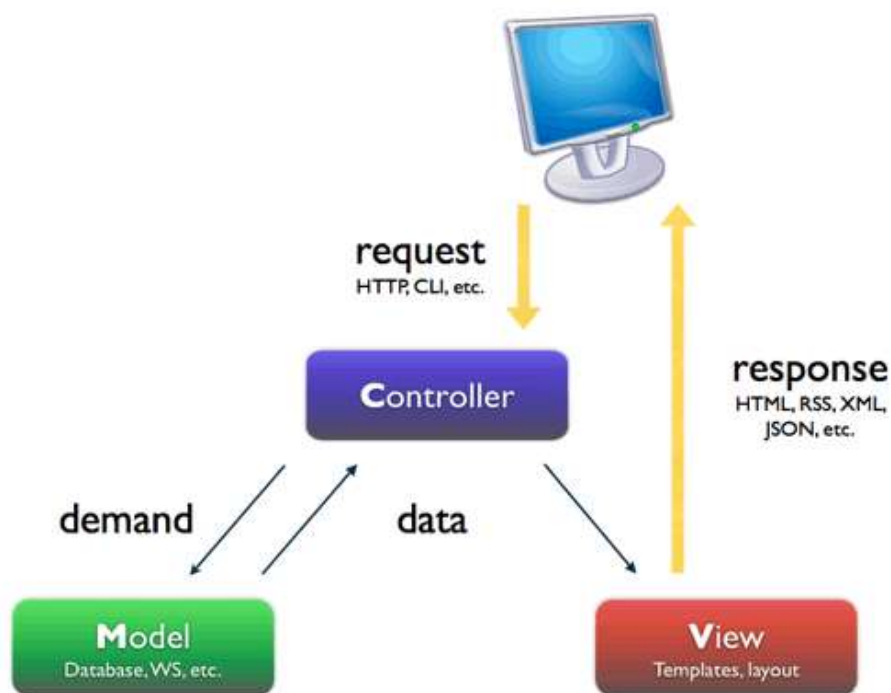 request
HTTP, CLI, etc.
Controller
response
HTML, RSS, XML,
JSON, etc.
demand
data
Model
Database, WS, etc.
View
Templates, layout